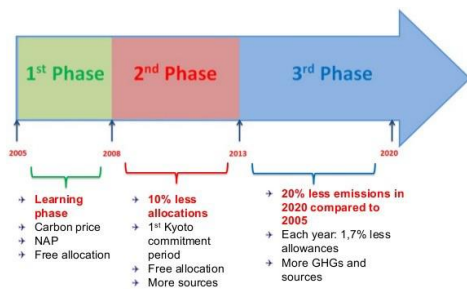 1st Phase
2nd Phase
3rd Phase
2005
2008
2013
2020
Learning
phase
Carbon price
NAP
Free allocation
10% less
allocations
1st Kyoto
commitment
period
Free allocation
More sources
20% less emissions in
2020 compared to
2005
Each year: 1,7% less
allowances
More GHGs and
sources